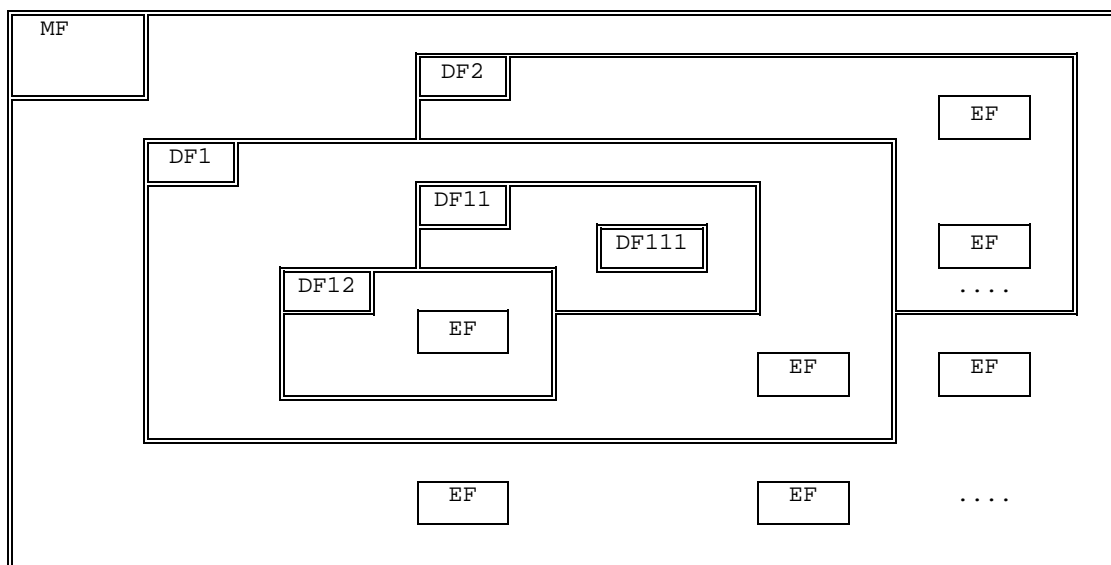 MF
DF2
EF
DF1
DF11
DF111
EF
DF12
....
EF
EF
EF
EF
EF
....